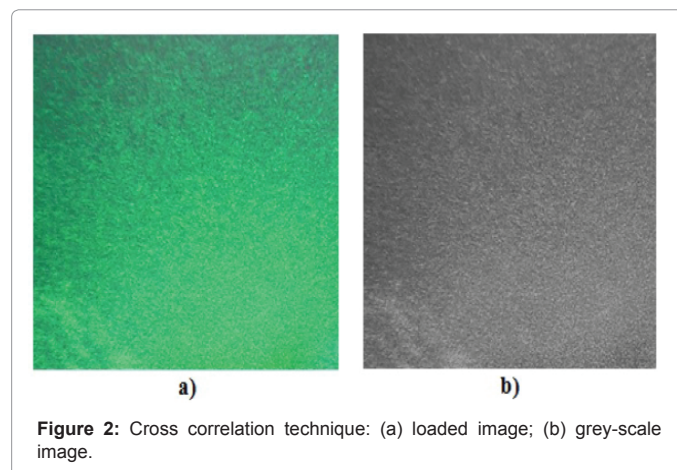 a)
b)
Figure 2: Cross correlation technique: (a) loaded image; (b) grey-scale
image.